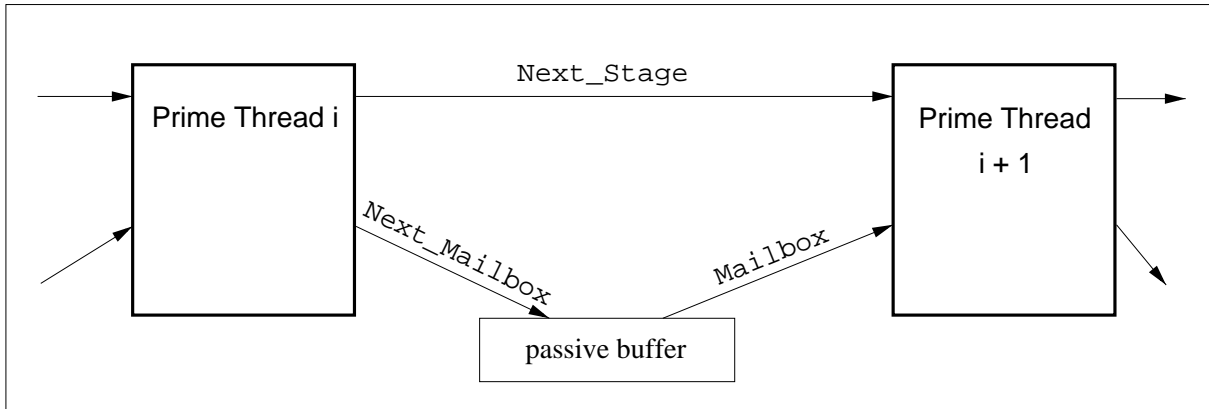 Next_Stage
Prime Thread i
Prime Thread
i + 1
Next_Mailbox
Mailbox
passive buffer